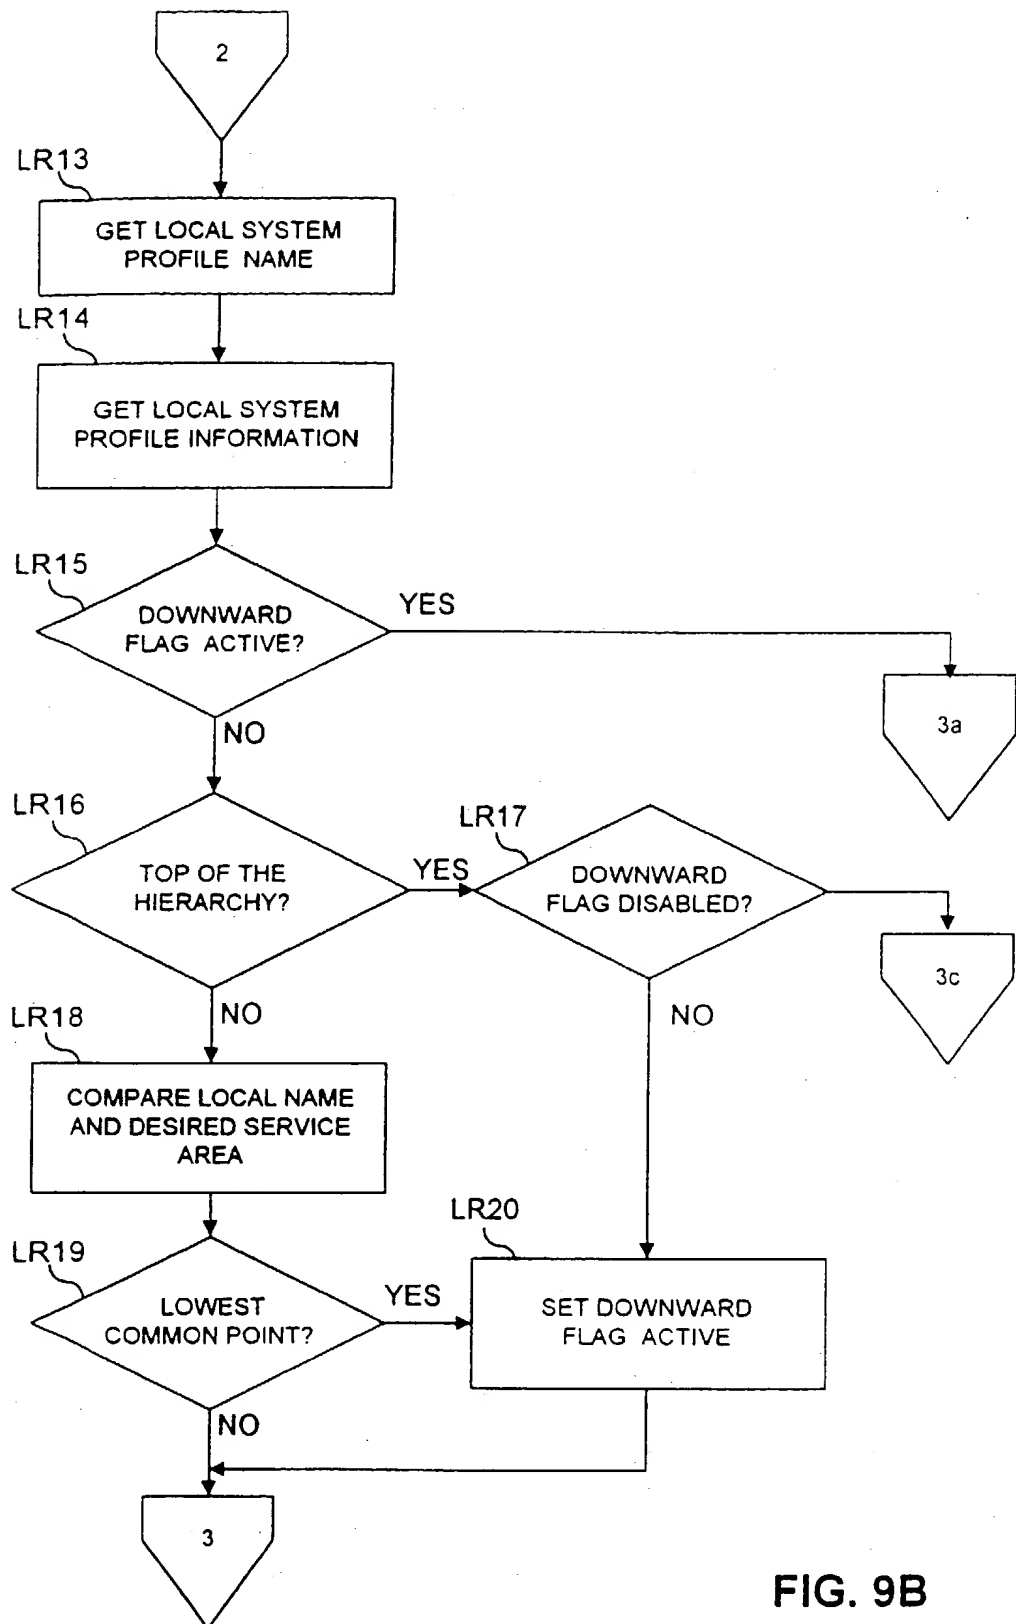 2
LR13
GET LOCAL SYSTEM
PROFILE NAME
LR14
GET LOCAL SYSTEM
PROFILE INFORMATION
LR15
DOWNWARD
FLAG ACTIVE?
YES
3a
NO
LR16
TOP OF THE
HIERARCHY?
YES
LR17
DOWNWARD
FLAG DISABLED?
3c
NO
NO
LR18
COMPARE LOCAL NAME
AND DESIRED SERVICE
AREA
LR19
LOWEST
COMMON POINT?
YES
LR20
SET DOWNWARD
FLAG ACTIVE
NO
3
FIG. 9B